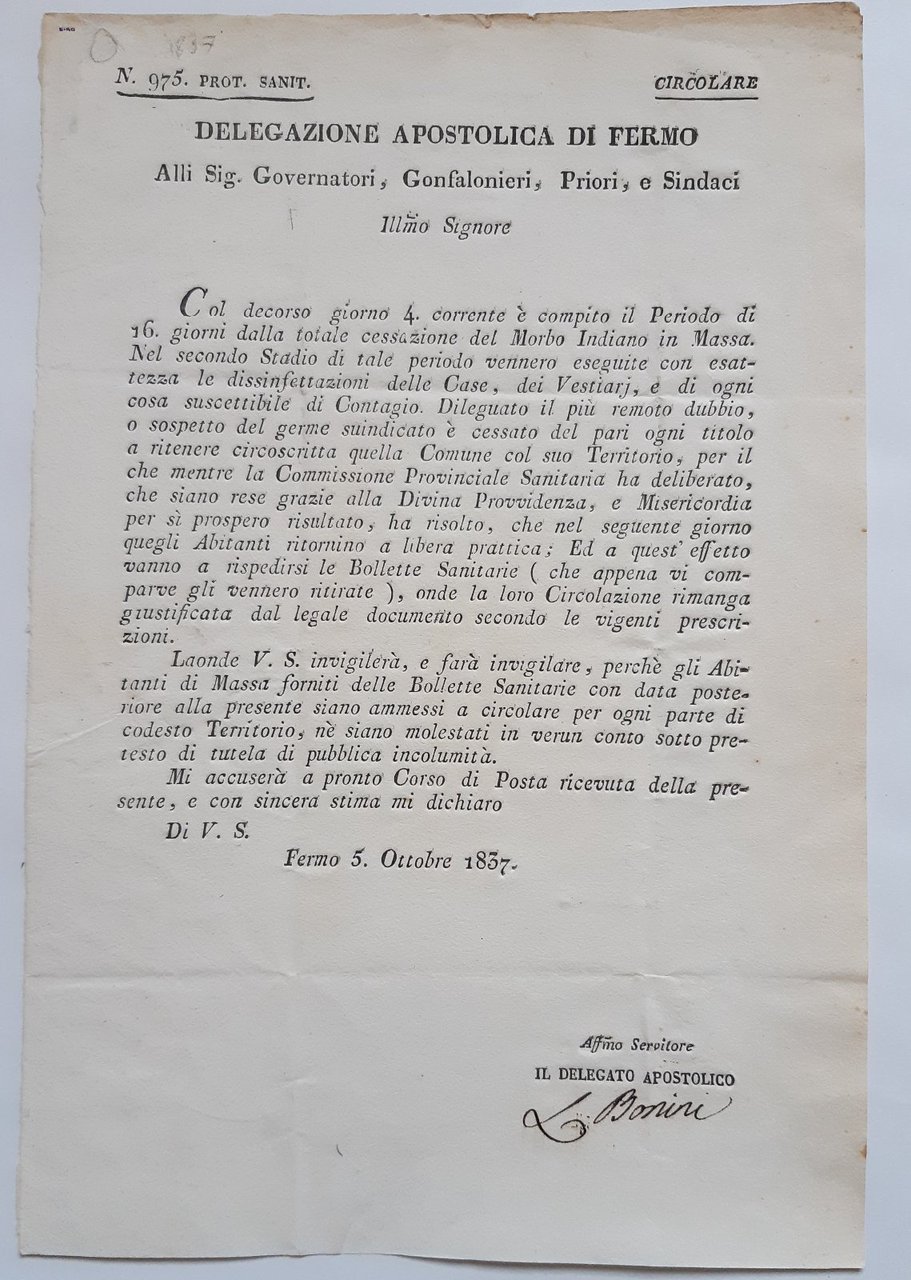 1837
N. 975. PROT. SANIT.
CIRCOLARE
DELEGAZIONE APOSTOLICA DI FERMO
Alli Sig. Governatori, Gonfalonieri, Priori, e Sindaci
Illm̃o Signore
Col decorso giorno 4. corrente è compito il Periodo di
16. giorni dalla totale cessazione del Morbo Indiano in Massa.
Nel secondo Stadio di tale periodo vennero eseguite con esat-
tezza le dissinfettazioni delle Case, dei Vestiarj, e di ogni
cosa suscettibile di Contagio. Dileguato il più remoto dubbio,
o sospetto del germe suindicato è cessato del pari ogni titolo
a ritenere circoscritta quella Comune col suo Territorio, per il
che mentre la Commissione Provinciale Sanitaria ha deliberato,
che siano rese grazie alla Divina Provvidenza, e Misericordia
per sì prospero risultato, ha risolto, che nel seguente giorno
quegli Abitanti ritornino a libera prattica; Ed a quest' effetto
vanno a rispedirsi le Bollette Sanitarie ( che appena vi com-
parve gli vennero ritirate ), onde la loro Circolazione rimanga
giustificata dal legale documento secondo le vigenti prescri-
zioni.
Laonde V. S. invigilerà, e farà invigilare, perchè gli Abi-
tanti di Massa forniti delle Bollette Sanitarie con data poste-
riore alla presente siano ammessi a circolare per ogni parte di
codesto Territorio, nè siano molestati in verun conto sotto pre-
testo di tutela di pubblica incolumità.
Mi accuserà a pronto Corso di Posta ricevuta della pre-
sente, e con sincera stima mi dichiaro
Di V. S.
Fermo 5. Ottobre 1837.
Affm̃o Servitore
IL DELEGATO APOSTOLICO
L. Bonini